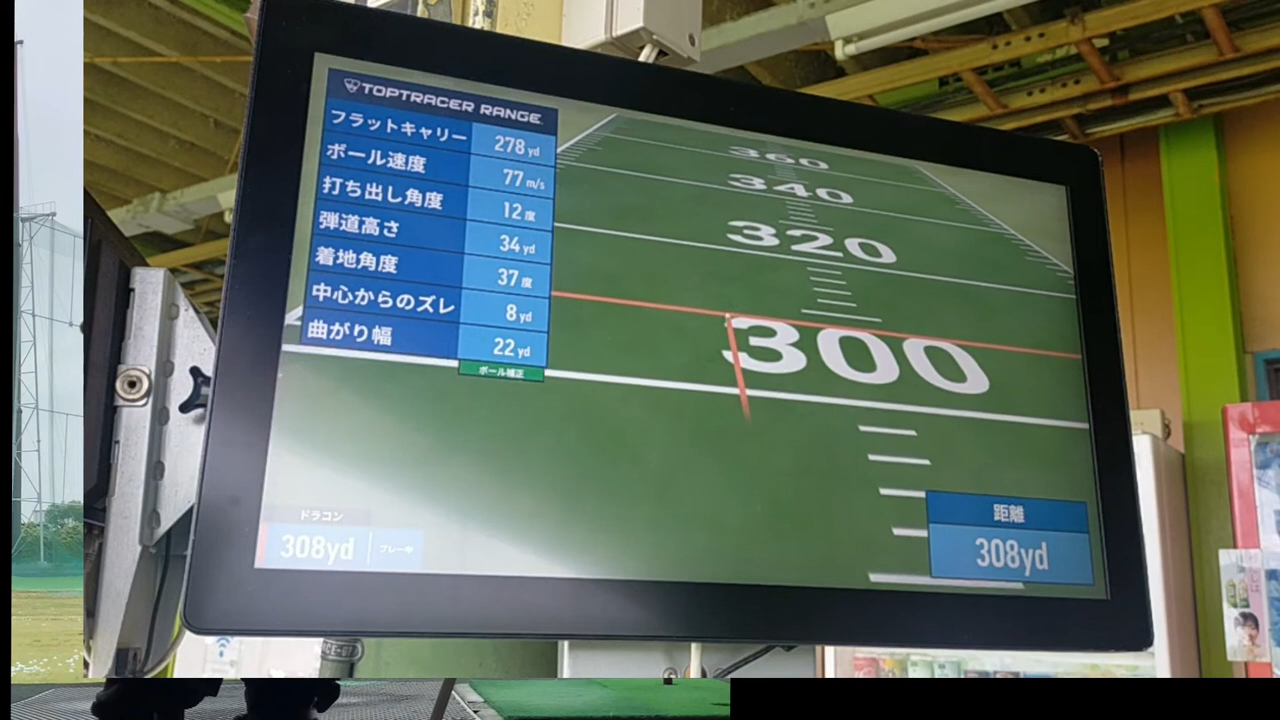 TOPTRACER RANGE
フラットキャリー 278 yd
ボール速度 77 m/s
打ち出し角度 12 度
弾道高さ 34 yd
着地角度 37 度
中心からのズレ 8 yd
曲がり幅 22 yd
ボール補正
360
340
320
300
ドラコン
308yd プレー中
距離
308yd